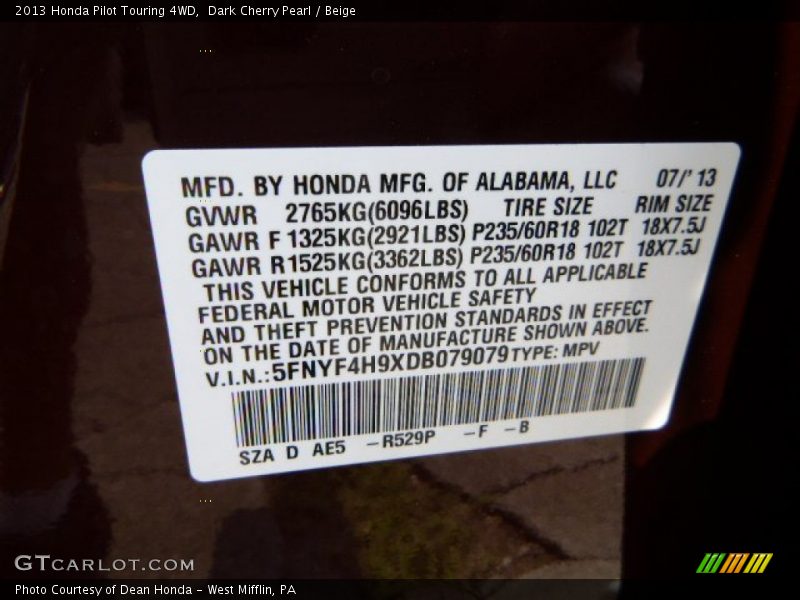 2013 Honda Pilot Touring 4WD,  Dark Cherry Pearl / Beige
MFD. BY HONDA MFG. OF ALABAMA, LLC 07/' 13
GVWR 2765KG(6096LBS) TIRE SIZE RIM SIZE
GAWR F 1325KG(2921LBS) P235/60R18 102T 18X7.5J
GAWR R 1525KG(3362LBS) P235/60R18 102T 18X7.5J
THIS VEHICLE CONFORMS TO ALL APPLICABLE
FEDERAL MOTOR VEHICLE SAFETY
AND THEFT PREVENTION STANDARDS IN EFFECT
ON THE DATE OF MANUFACTURE SHOWN ABOVE.
V.I.N.: 5FNYF4H9XDB079079 TYPE: MPV
SZA D AE5 -R529P -F -B
GTCARLOT.COM
Photo Courtesy of Dean Honda - West Mifflin, PA